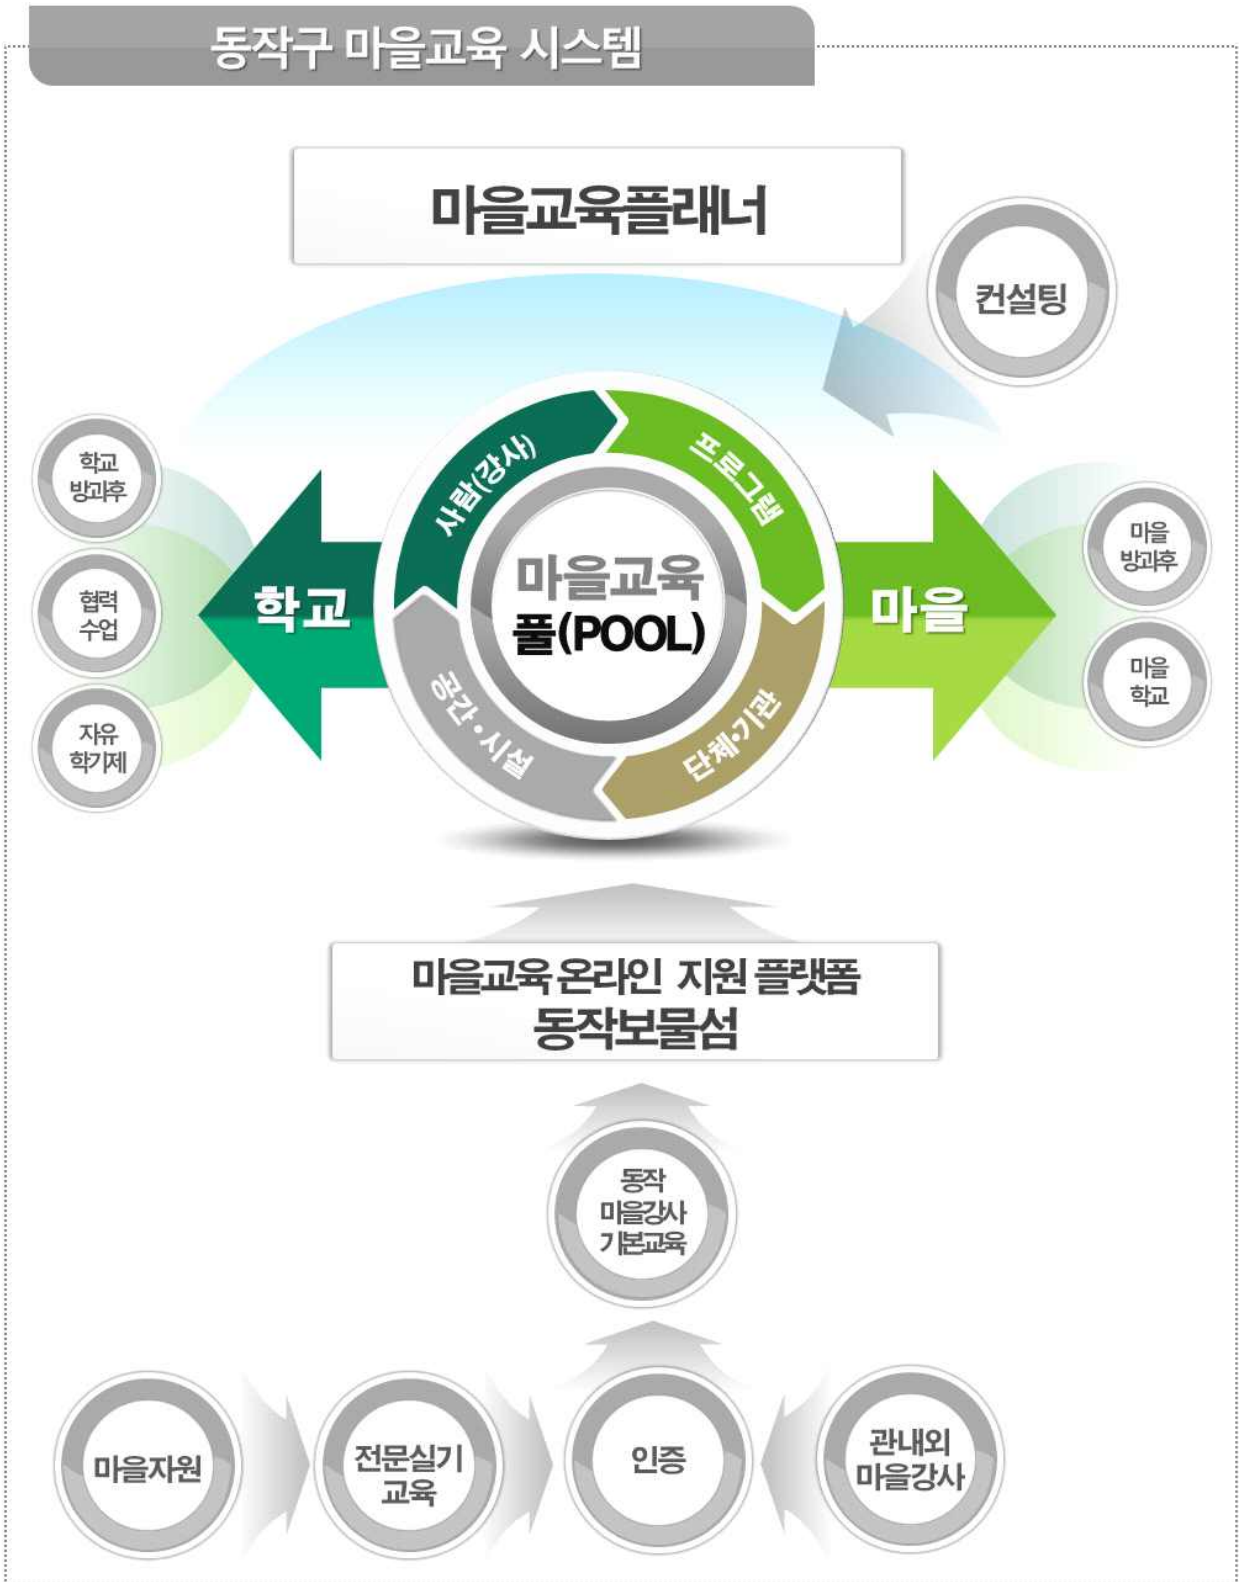 동작구 마을교육 시스템
마을교육플래너
컨설팅
사람(강사)
프로그램
학교
방과후
마을
방과후
마을교육
풀(POOL)
학교
마을
협력
수업
마을
학교
공간·시설
단체·기관
자유
학기제
마을교육 온라인 지원 플랫폼
동작보물섬
동작
마을강사
기본교육
마을자원
전문실기
교육
인증
관내외
마을강사